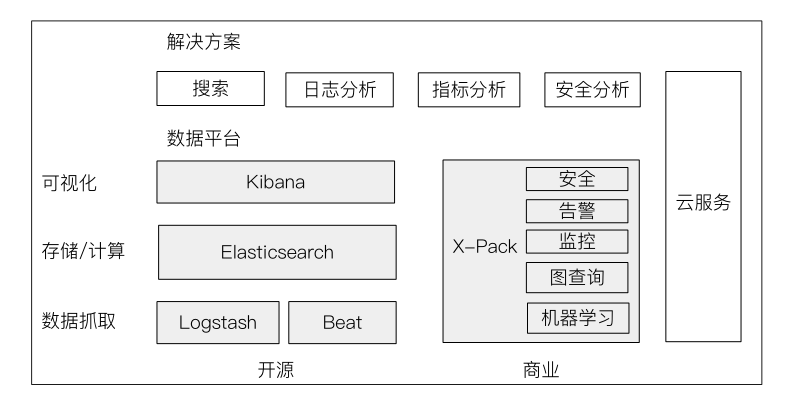 解决方案
搜索 日志分析 指标分析 安全分析
数据平台
可视化 Kibana
存储/计算 Elasticsearch
数据抓取 Logstash Beat
X-Pack
安全
告警
监控
图查询
机器学习
云服务
开源 商业